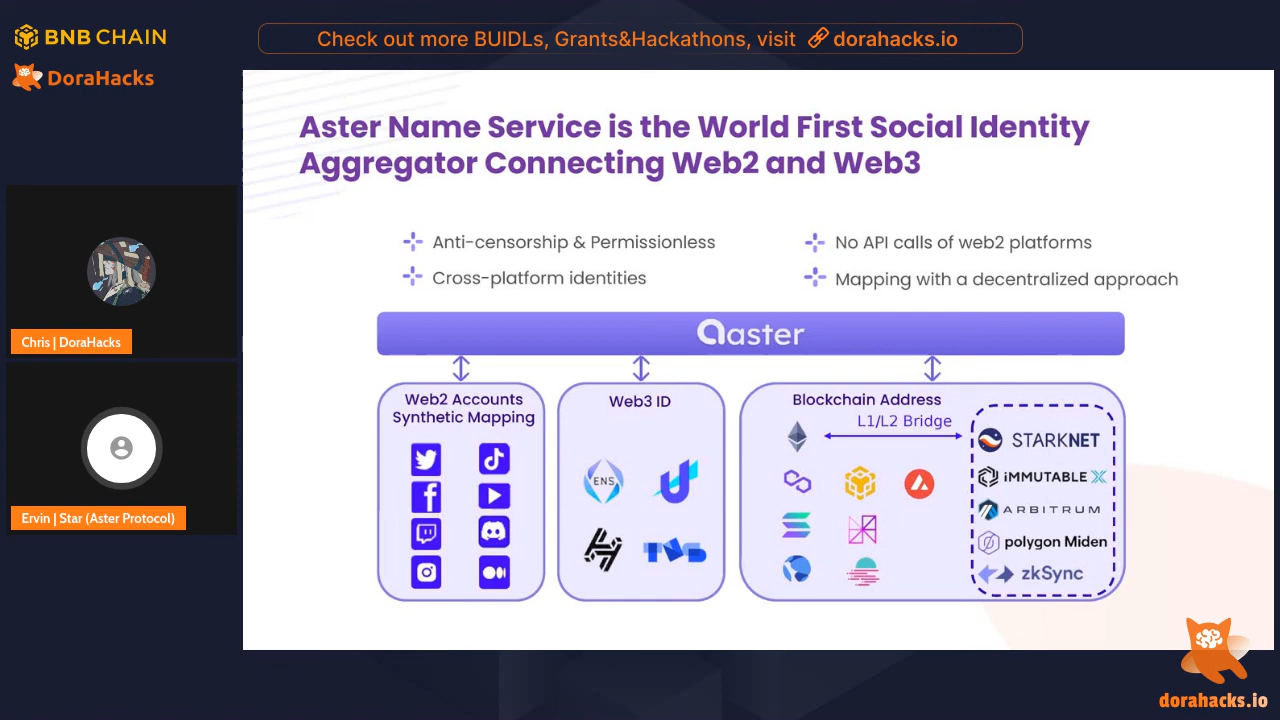 BNB CHAIN
DoraHacks
Check out more BUIDLs, Grants&Hackathons, visit dorahacks.io
Aster Name Service is the World First Social Identity
Aggregator Connecting Web2 and Web3
Anti-censorship & Permissionless
No API calls of web2 platforms
Cross-platform identities
Mapping with a decentralized approach
aster
Web2 Accounts
Synthetic Mapping
Web3 ID
ENS
TNS
Blockchain Address
L1/L2 Bridge
STARKNET
iMMUTABLE X
ARBITRUM
polygon Miden
zkSync
Chris | DoraHacks
Ervin | Star (Aster Protocol)
dorahacks.io